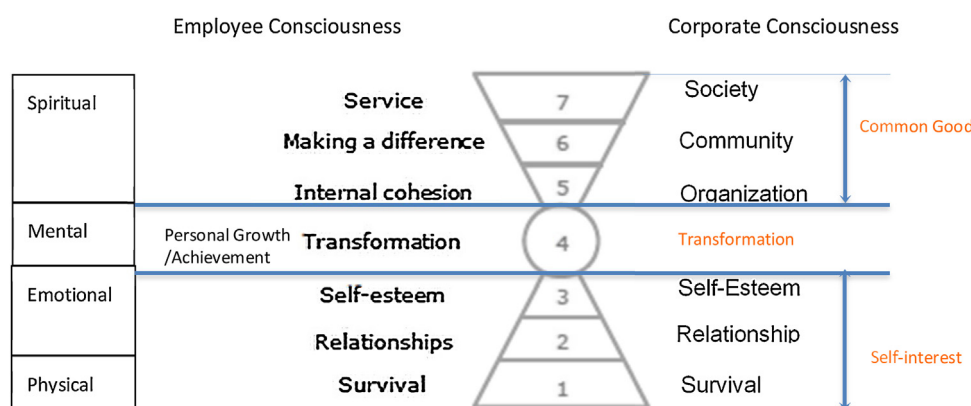 Employee Consciousness
Corporate Consciousness
Spiritual
Service
7
Society
Common Good
Making a difference
6
Community
Internal cohesion
5
Organization
Mental
Personal Growth
/Achievement
Transformation
4
Transformation
Emotional
Self-esteem
3
Self-Esteem
Relationships
2
Relationship
Self-interest
Physical
Survival
1
Survival